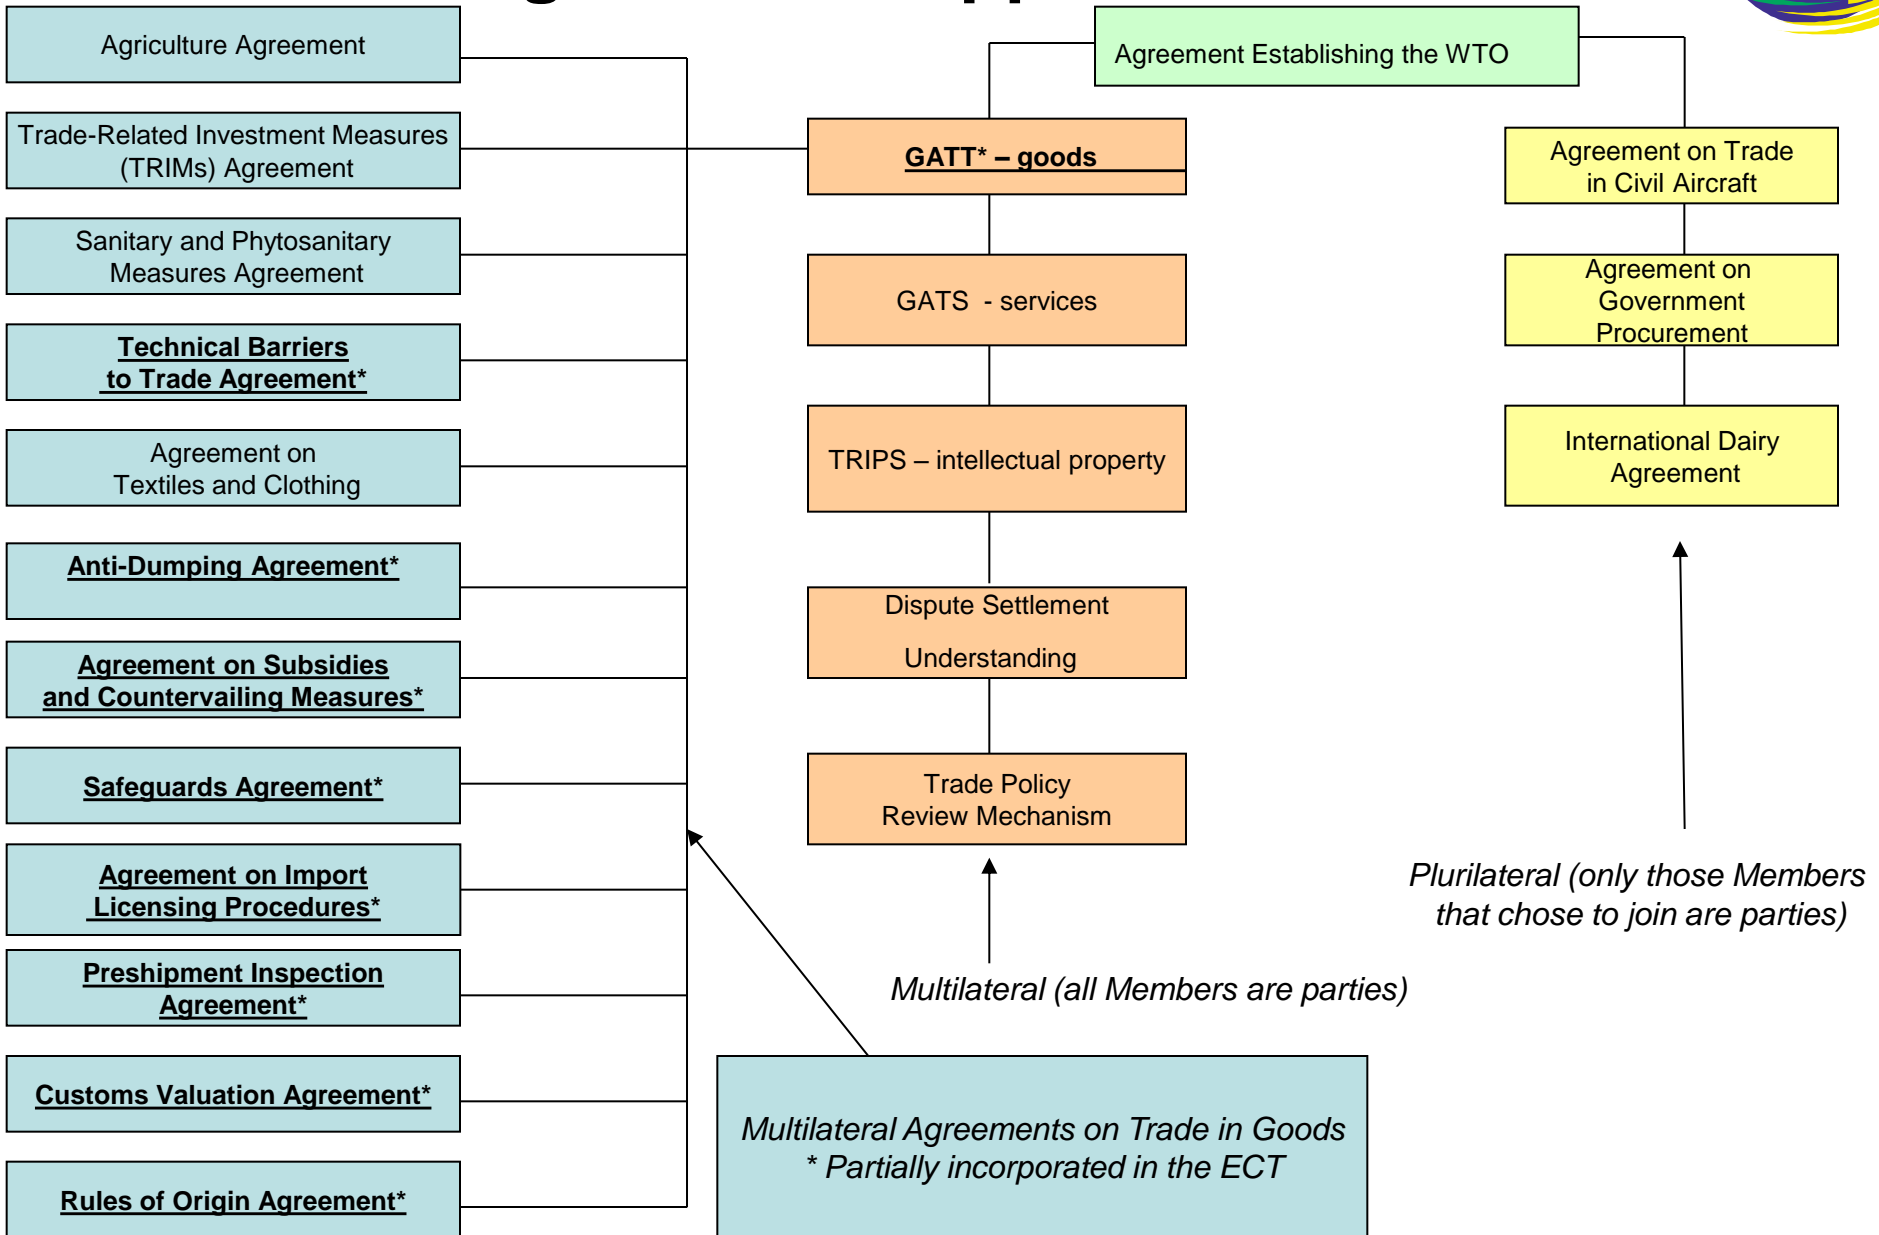 Agriculture Agreement
Trade-Related Investment Measures
(TRIMs) Agreement
Sanitary and Phytosanitary
Measures Agreement
Technical Barriers
to Trade Agreement*
Agreement on
Textiles and Clothing
Anti-Dumping Agreement*
Agreement on Subsidies
and Countervailing Measures*
Safeguards Agreement*
Agreement on Import
Licensing Procedures*
Preshipment Inspection
Agreement*
Customs Valuation Agreement*
Rules of Origin Agreement*
Agreement Establishing the WTO
GATT* – goods
GATS - services
TRIPS – intellectual property
Dispute Settlement
Understanding
Trade Policy
Review Mechanism
Multilateral (all Members are parties)
Multilateral Agreements on Trade in Goods
* Partially incorporated in the ECT
Agreement on Trade
in Civil Aircraft
Agreement on
Government
Procurement
International Dairy
Agreement
Plurilateral (only those Members
that chose to join are parties)